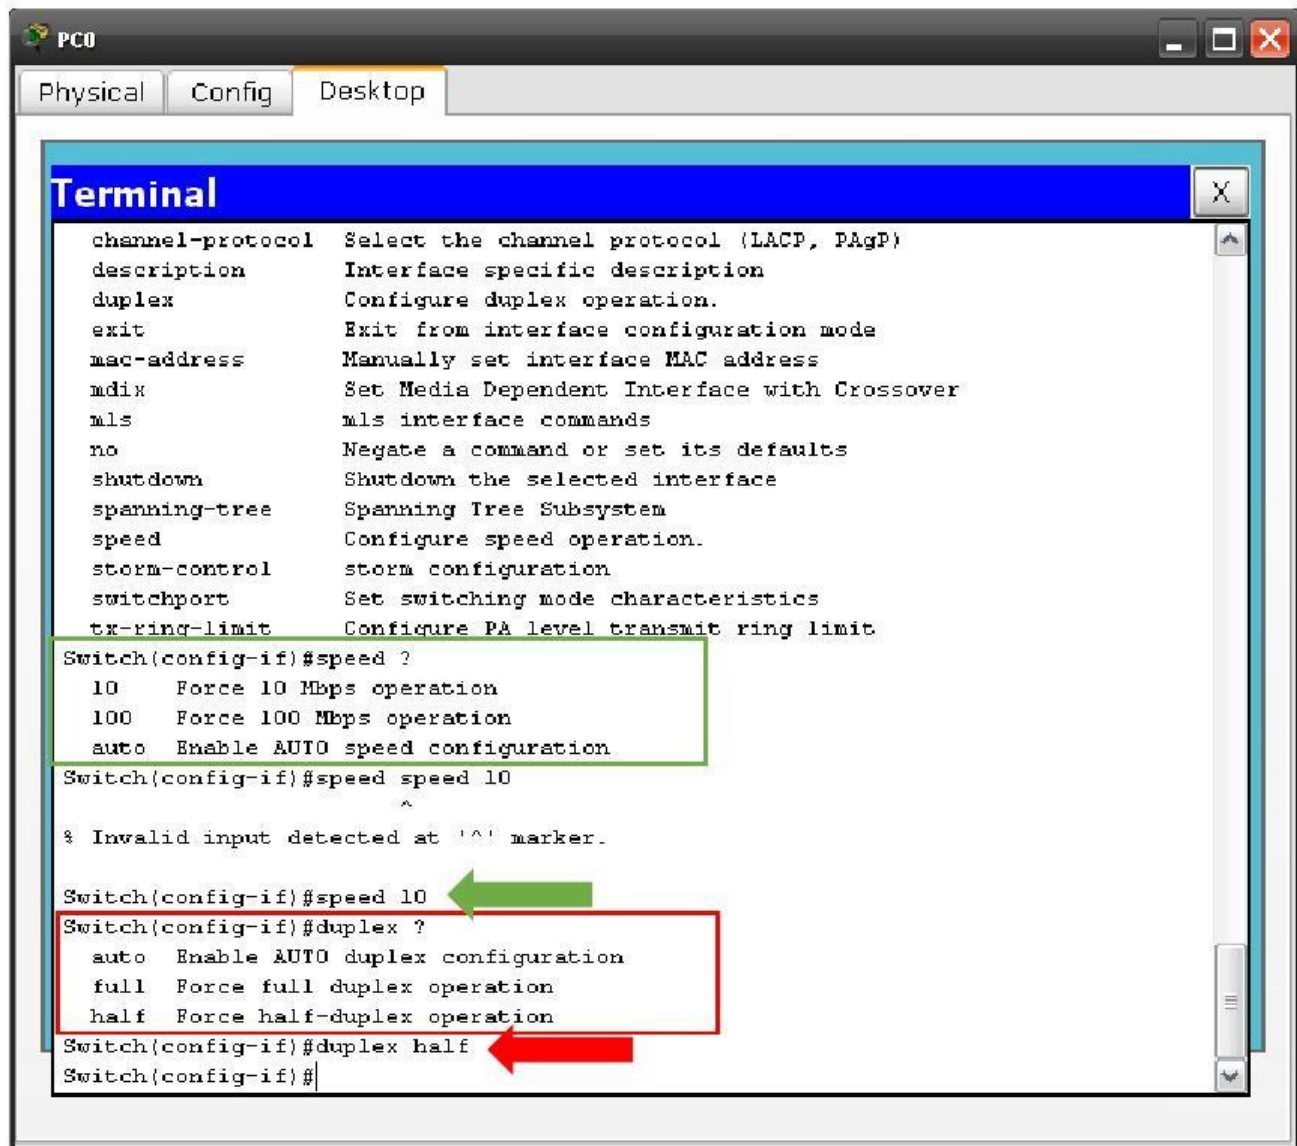 PC0
Physical Config Desktop
Terminal X
channel-protocol Select the channel protocol (LACP, PAgP)
description Interface specific description
duplex Configure duplex operation.
exit Exit from interface configuration mode
mac-address Manually set interface MAC address
mdix Set Media Dependent Interface with Crossover
mls mls interface commands
no Negate a command or set its defaults
shutdown Shutdown the selected interface
spanning-tree Spanning Tree Subsystem
speed Configure speed operation.
storm-control storm configuration
switchport Set switching mode characteristics
tx-ring-limit Configure PA level transmit ring limit
Switch(config-if)#speed ?
10 Force 10 Mbps operation
100 Force 100 Mbps operation
auto Enable AUTO speed configuration
Switch(config-if)#speed speed 10
^
% Invalid input detected at '^' marker.
Switch(config-if)#speed 10
Switch(config-if)#duplex ?
auto Enable AUTO duplex configuration
full Force full duplex operation
half Force half-duplex operation
Switch(config-if)#duplex half
Switch(config-if)#